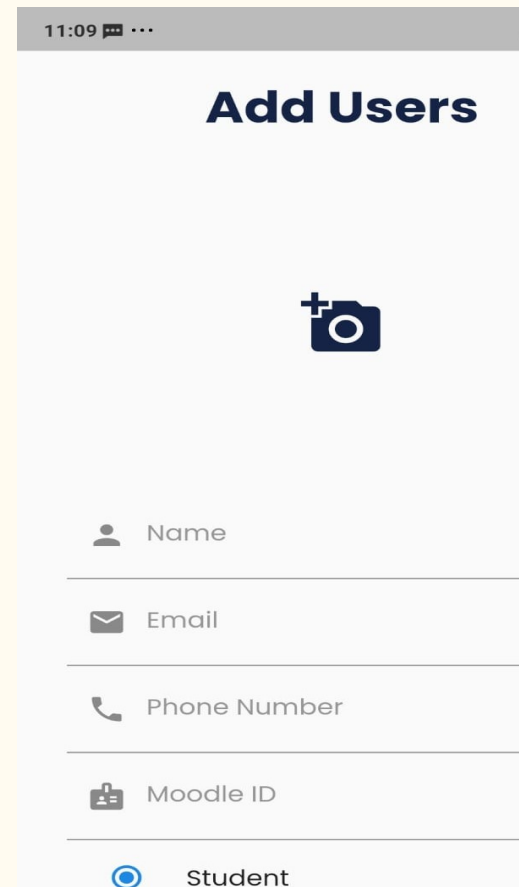 11:09 ...
Add Users
Name
Email
Phone Number
Moodle ID
Student